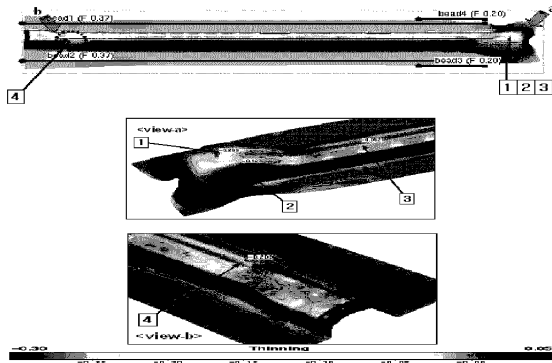 b
a
bead1 (F 0.37)
bead4 (F 0.20)
bead2 (F 0.37)
bead3 (F 0.20)
4
1 2 3
<view-a>
1
2
3
4
<view-b>
-0.30 Thinning 0.05